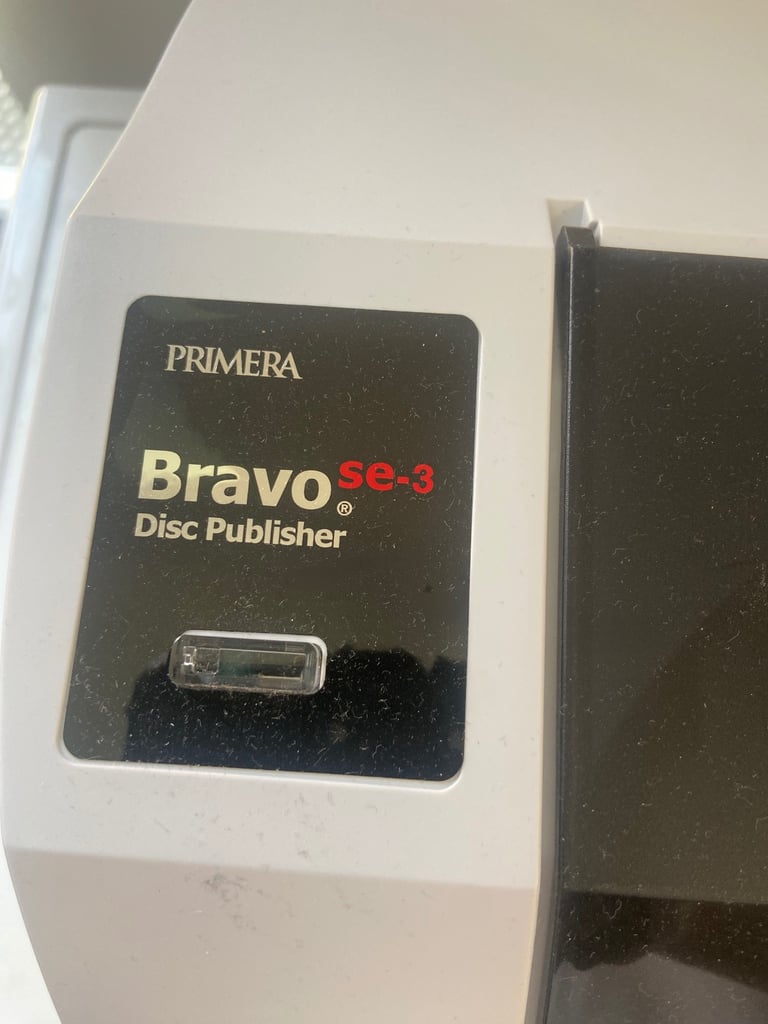 PRIMERA
Bravo® se-3
Disc Publisher